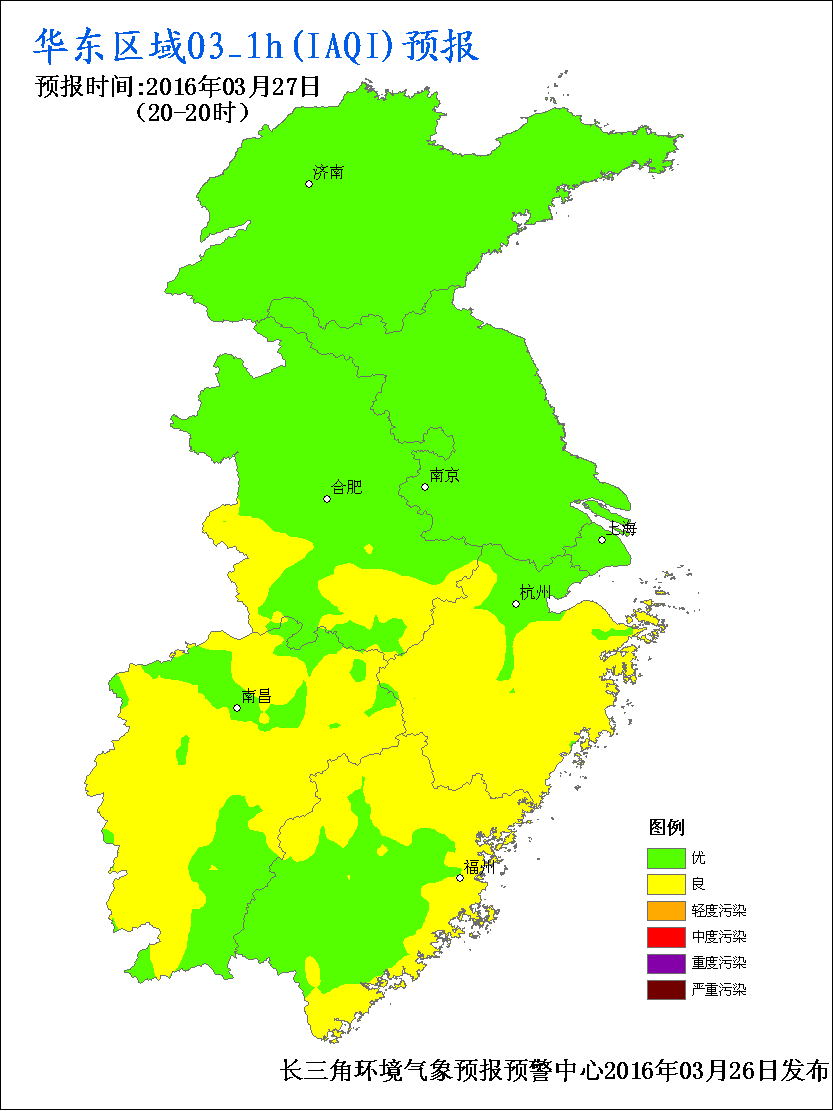 华东区域O3_1h(IAQI)预报
预报时间:2016年03月27日
(20-20时)
济南
南京
合肥
上海
杭州
南昌
福州
图例
优
良
轻度污染
中度污染
重度污染
严重污染
长三角环境气象预报预警中心2016年03月26日发布